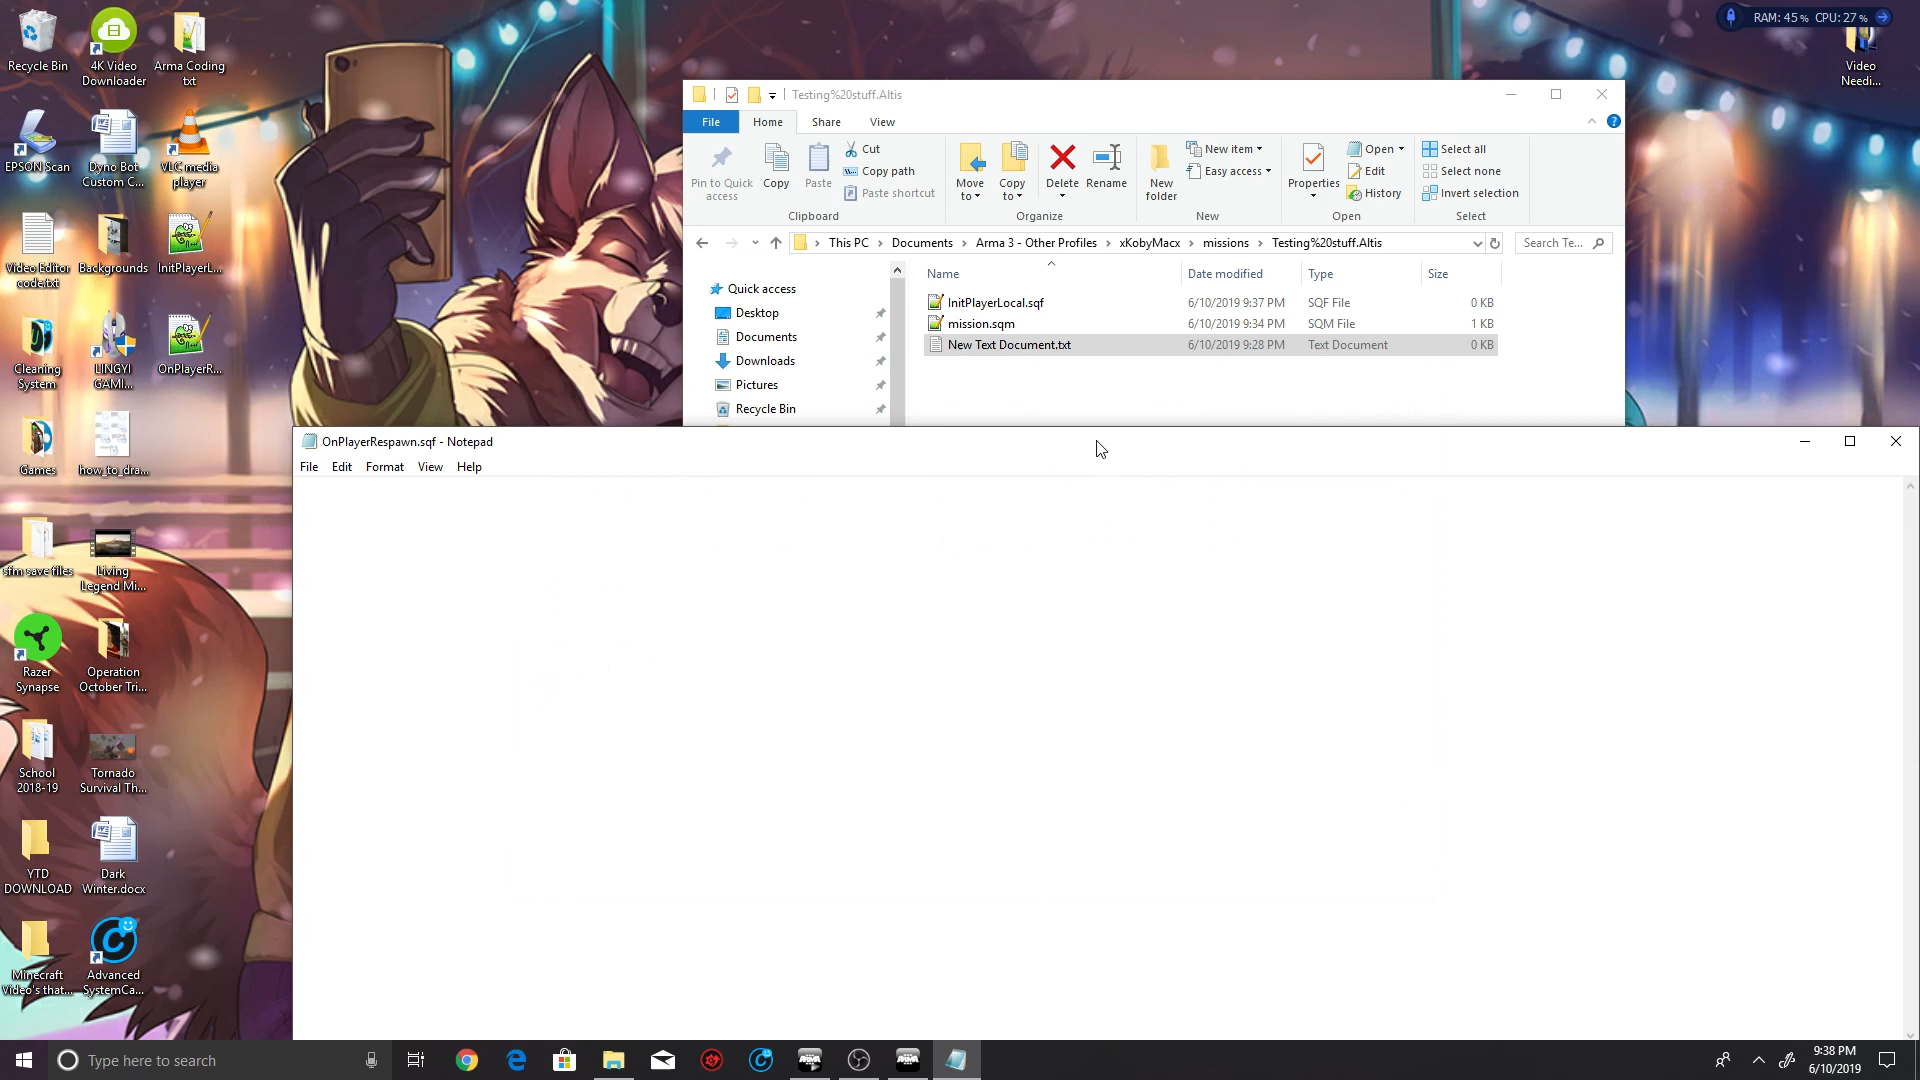 Recycle Bin
4K Video
Downloader
Arma Coding
txt
EPSON Scan
Dyno Bot
Custom C...
VLC media
player
Video Editor
code.txt
Backgrounds
InitPlayerL...
Cleaning
System
LINGYI
GAMI...
OnPlayerR...
Games
how_to_dra...
sfm save files
Living
Legend Mi...
Razer
Synapse
Operation
October Tri...
School
2018-19
Tornado
Survival Th...
YTD
DOWNLOAD
Dark
Winter.docx
Minecraft
Video's that...
Advanced
SystemCa...
RAM: 45% CPU: 27%
Video
Needi...
Testing%20stuff.Altis
File Home Share View
Pin to Quick
access
Copy
Paste
Cut
Copy path
Paste shortcut
Clipboard
Move
to
Copy
to
Delete
Rename
Organize
New
folder
New item
Easy access
New
Properties
Open
Edit
History
Open
Select all
Select none
Invert selection
Select
This PC > Documents > Arma 3 - Other Profiles > xKobyMacx > missions > Testing%20stuff.Altis
Search Te...
Quick access
Desktop
Documents
Downloads
Pictures
Recycle Bin
Name Date modified Type Size
InitPlayerLocal.sqf 6/10/2019 9:37 PM SQF File 0 KB
mission.sqm 6/10/2019 9:34 PM SQM File 1 KB
New Text Document.txt 6/10/2019 9:28 PM Text Document 0 KB
OnPlayerRespawn.sqf - Notepad
File Edit Format View Help
Type here to search
9:38 PM
6/10/2019